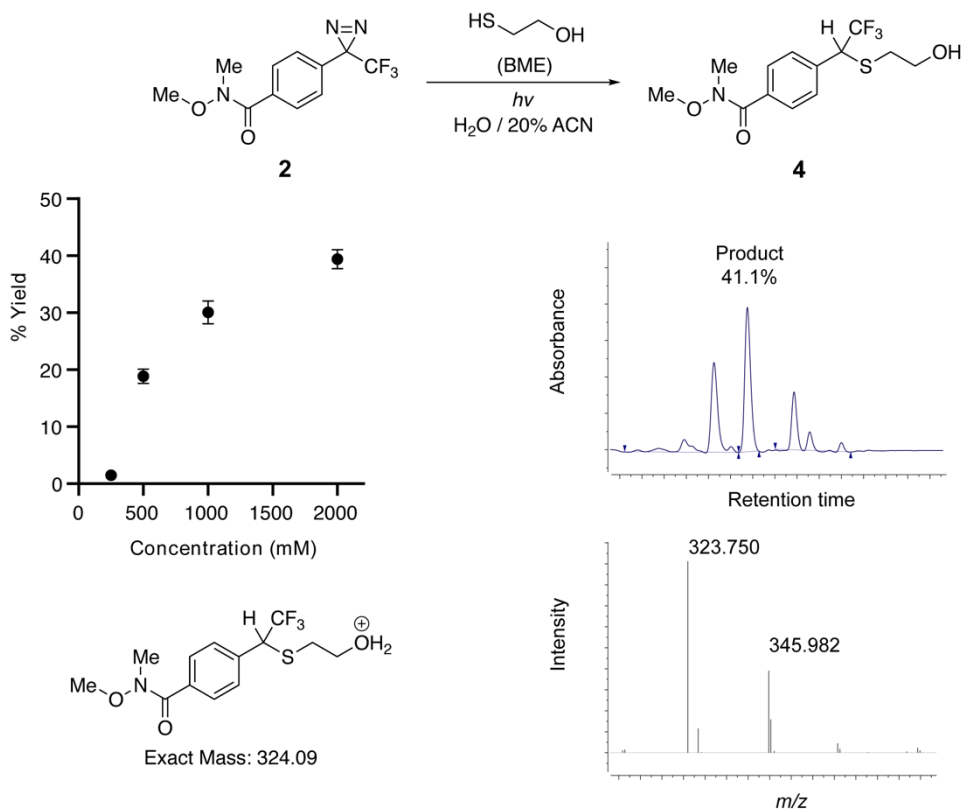 N=N
CF3
Me
N
O
Me
O
2
HS
OH
(BME)
hv
H2O / 20% ACN
H
CF3
S
OH
Me
N
O
Me
O
4
50
40
30
20
10
0
% Yield
0
500
1000
1500
2000
Concentration (mM)
Product
41.1%
Absorbance
Retention time
H
CF3
+
OH2
S
Me
N
O
Me
O
Exact Mass: 324.09
323.750
345.982
Intensity
m/z